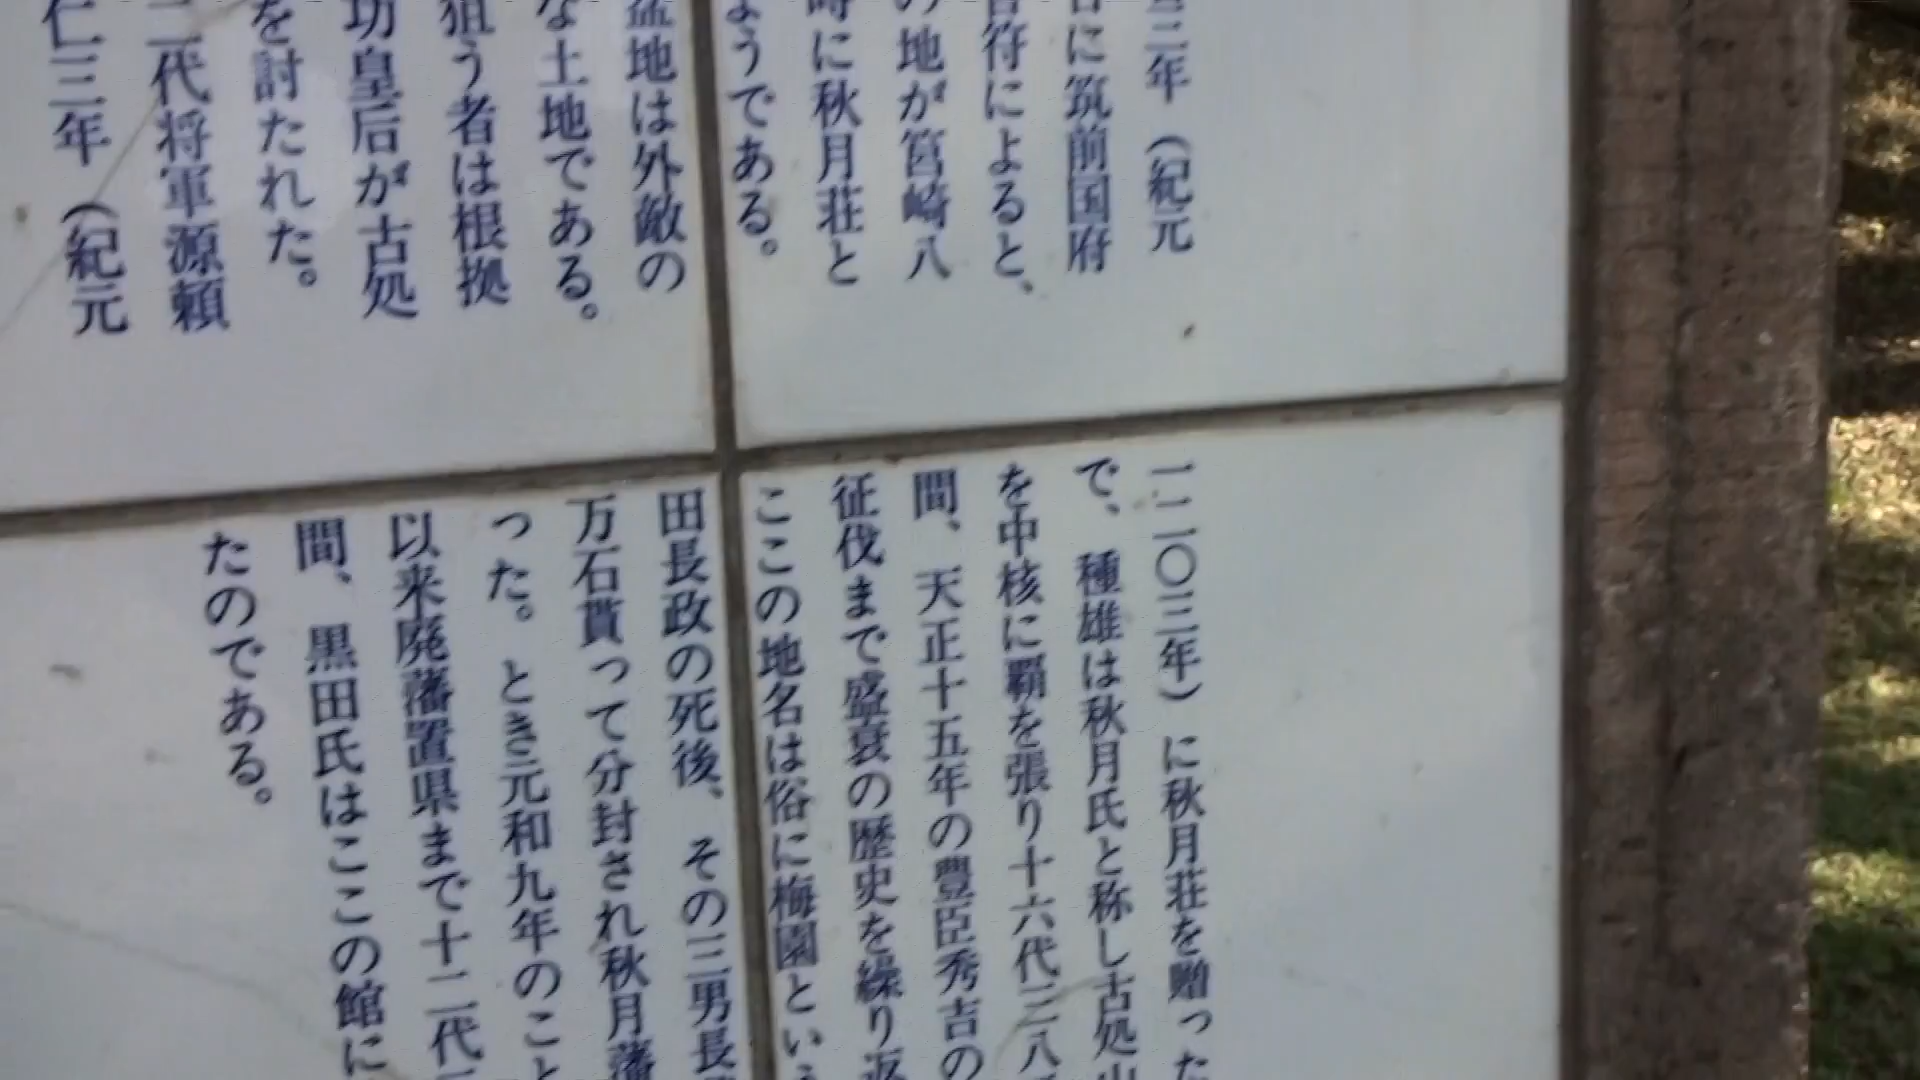 三年(紀元
に筑前国府
官符によると、
の地が筥崎八
時に秋月荘と
ようである。
盆地は外敵の
な土地である。
狙う者は根拠
功皇后が古処
を討たれた。
二代将軍源頼
仁三年(紀元
一二〇三年)に秋月荘を贈った
で、種雄は秋月氏と称し古処山
を中核に覇を張り十六代三八
間、天正十五年の豊臣秀吉の
征伐まで盛衰の歴史を繰り返
ここの地名は俗に梅園という
田長政の死後、その三男長
万石貰って分封され秋月藩
った。とき元和九年のこと
以来廃藩置県まで十二代
間、黒田氏はここの館に
たのである。